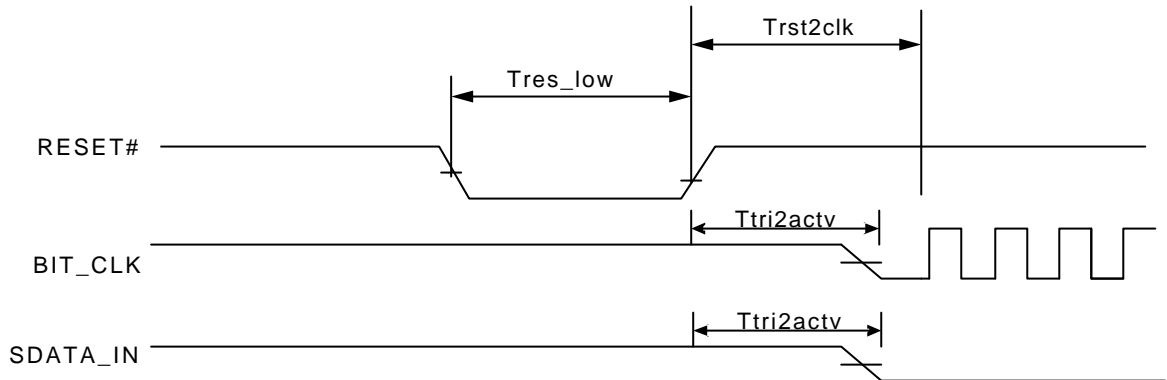 Trst2clk
Tres_low
RESET#
Ttri2actv
BIT_CLK
Ttri2actv
SDATA_IN